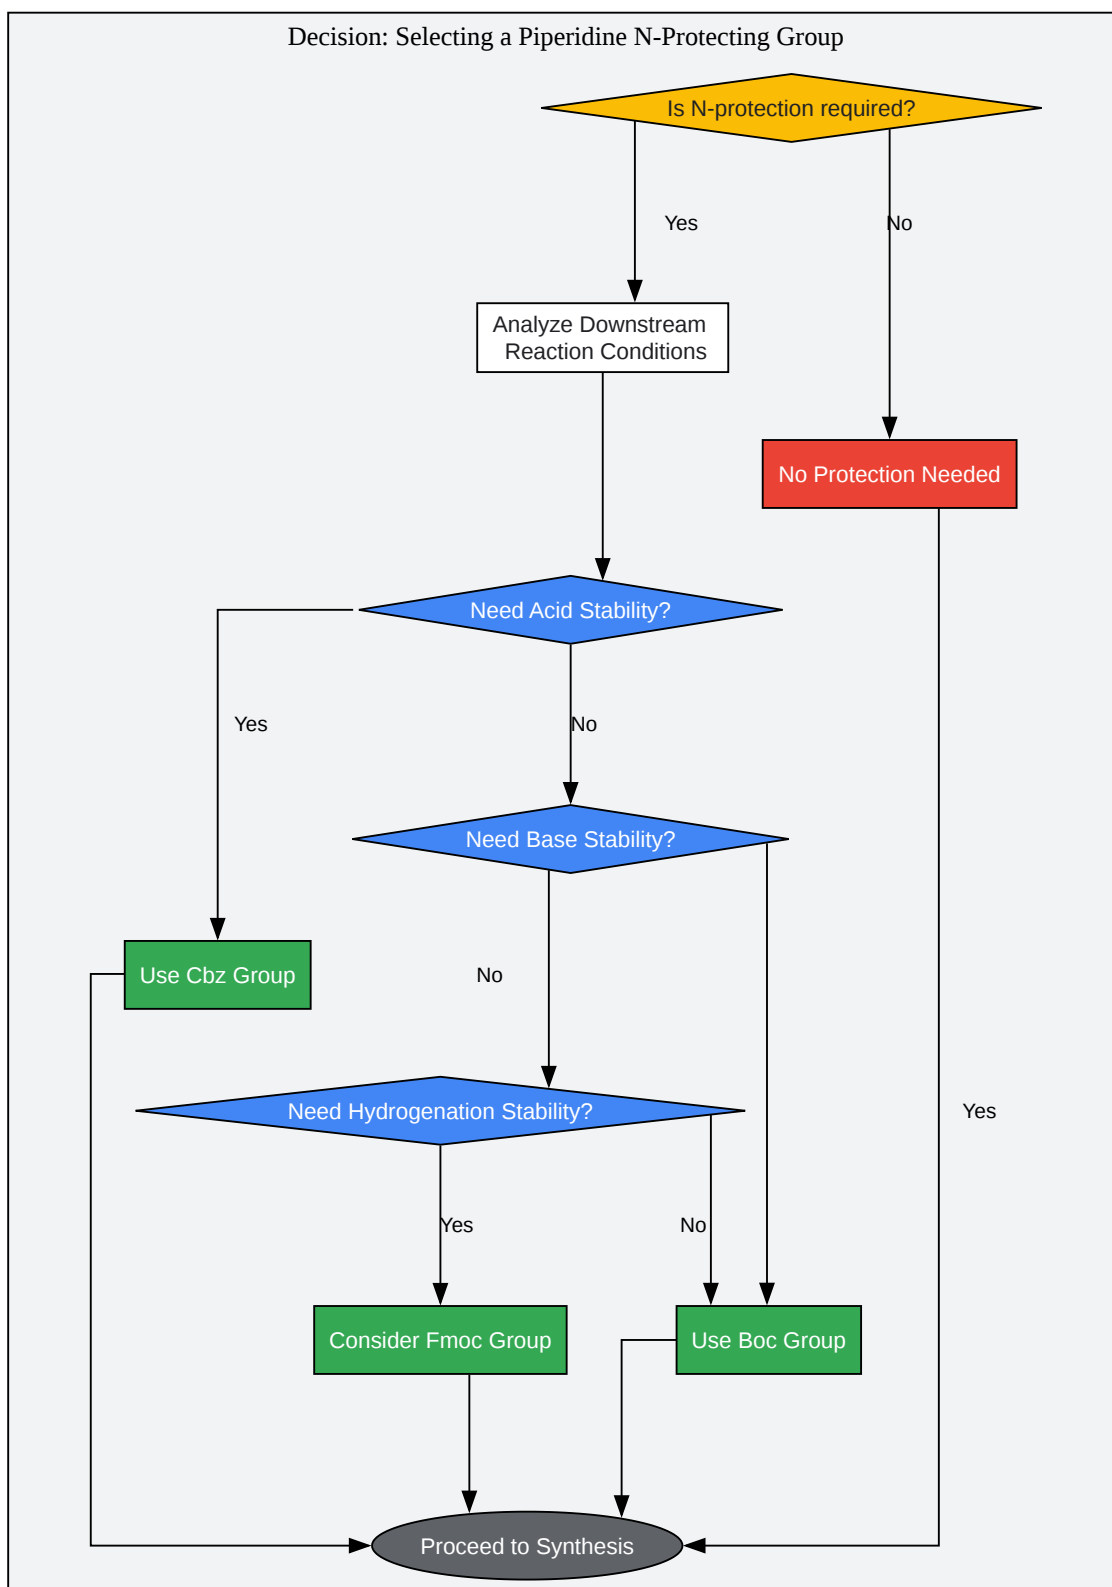 Decision: Selecting a Piperidine N-Protecting Group
Is N-protection required?
Yes
No
Analyze Downstream
Reaction Conditions
No Protection Needed
Need Acid Stability?
Yes
No
Need Base Stability?
Use Cbz Group
No
Need Hydrogenation Stability?
Yes
Yes
No
Consider Fmoc Group
Use Boc Group
Proceed to Synthesis